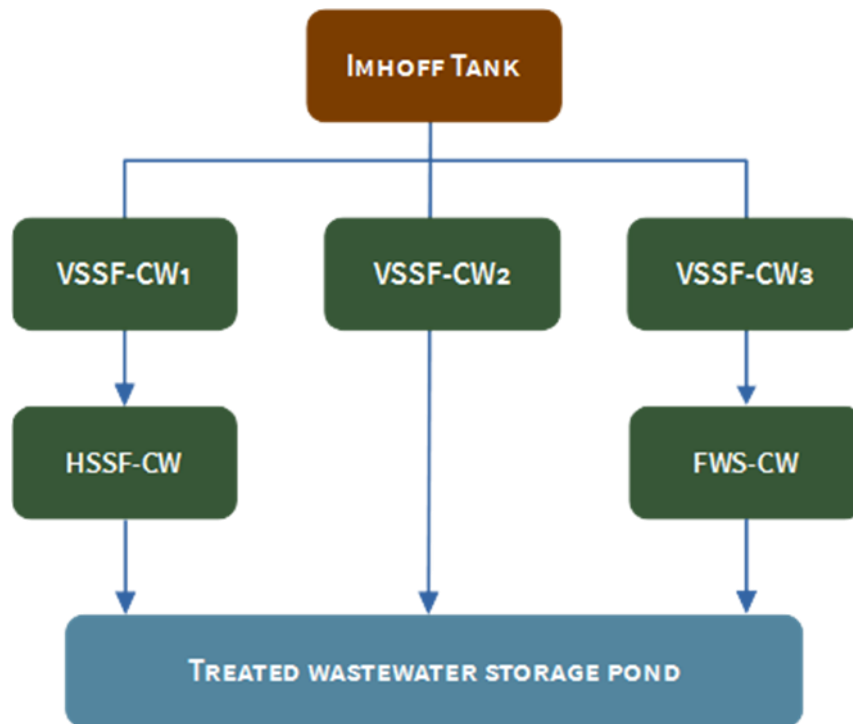 Imhoff Tank
VSSF-CW1
VSSF-CW2
VSSF-CW3
HSSF-CW
FWS-CW
Treated wastewater storage pond